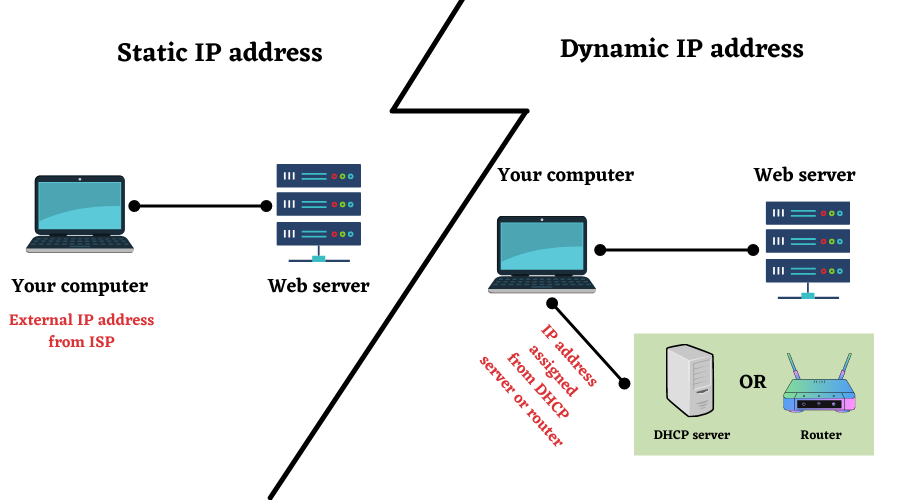 Static IP address
Your computer
Web server
External IP address
from ISP
Dynamic IP address
Your computer
Web server
IP address
assigned
from DHCP
server or router
OR
DHCP server
Router